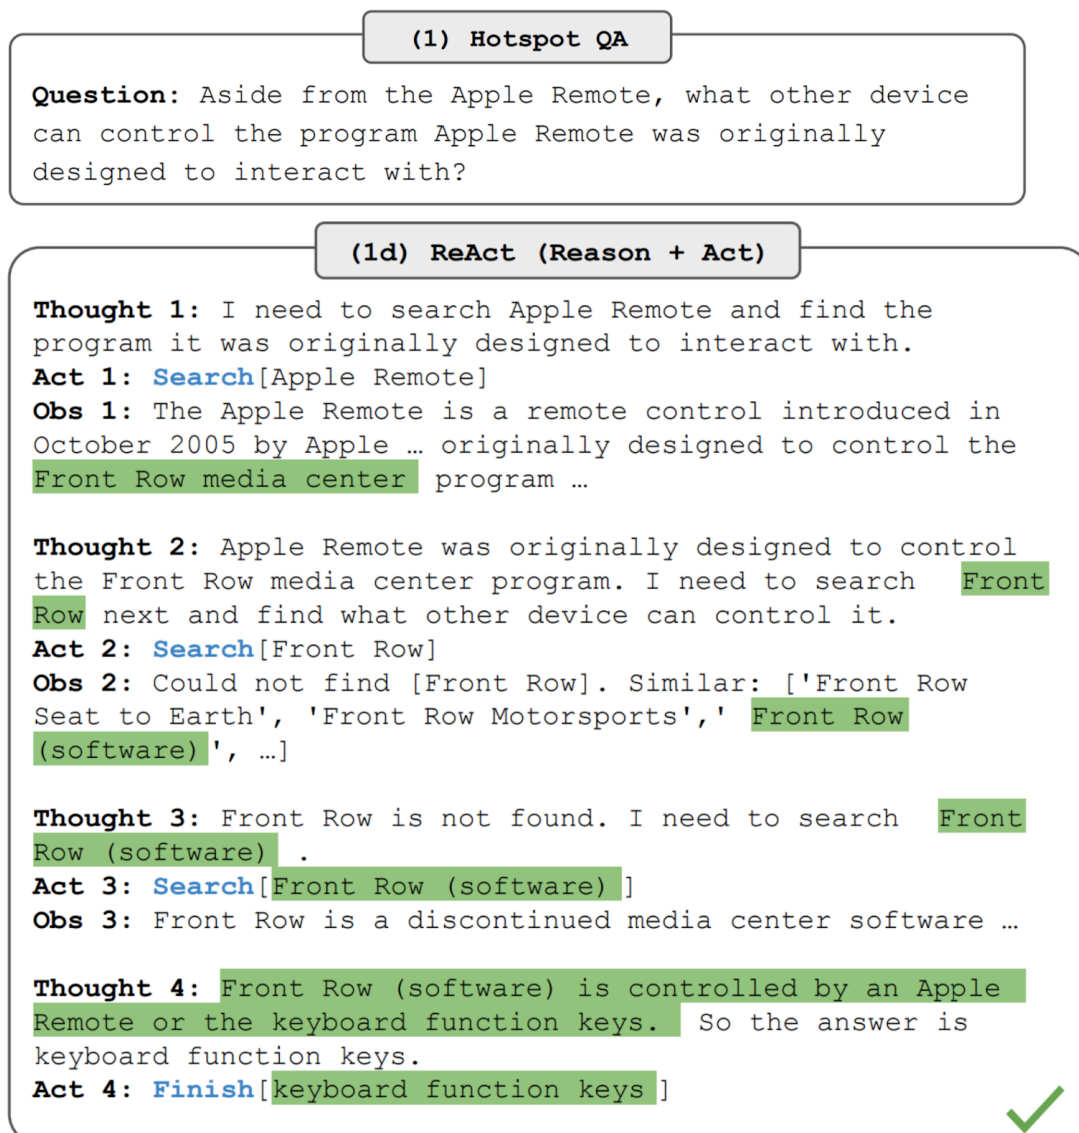 (1) Hotspot QA
Question: Aside from the Apple Remote, what other device
can control the program Apple Remote was originally
designed to interact with?
(1d) ReAct (Reason + Act)
Thought 1: I need to search Apple Remote and find the
program it was originally designed to interact with.
Act 1: Search[Apple Remote]
Obs 1: The Apple Remote is a remote control introduced in
October 2005 by Apple … originally designed to control the
Front Row media center program …
Thought 2: Apple Remote was originally designed to control
the Front Row media center program. I need to search Front
Row next and find what other device can control it.
Act 2: Search[Front Row]
Obs 2: Could not find [Front Row]. Similar: ['Front Row
Seat to Earth', 'Front Row Motorsports',' Front Row
(software)', …]
Thought 3: Front Row is not found. I need to search Front
Row (software) .
Act 3: Search[Front Row (software) ]
Obs 3: Front Row is a discontinued media center software …
Thought 4: Front Row (software) is controlled by an Apple
Remote or the keyboard function keys. So the answer is
keyboard function keys.
Act 4: Finish[keyboard function keys ]